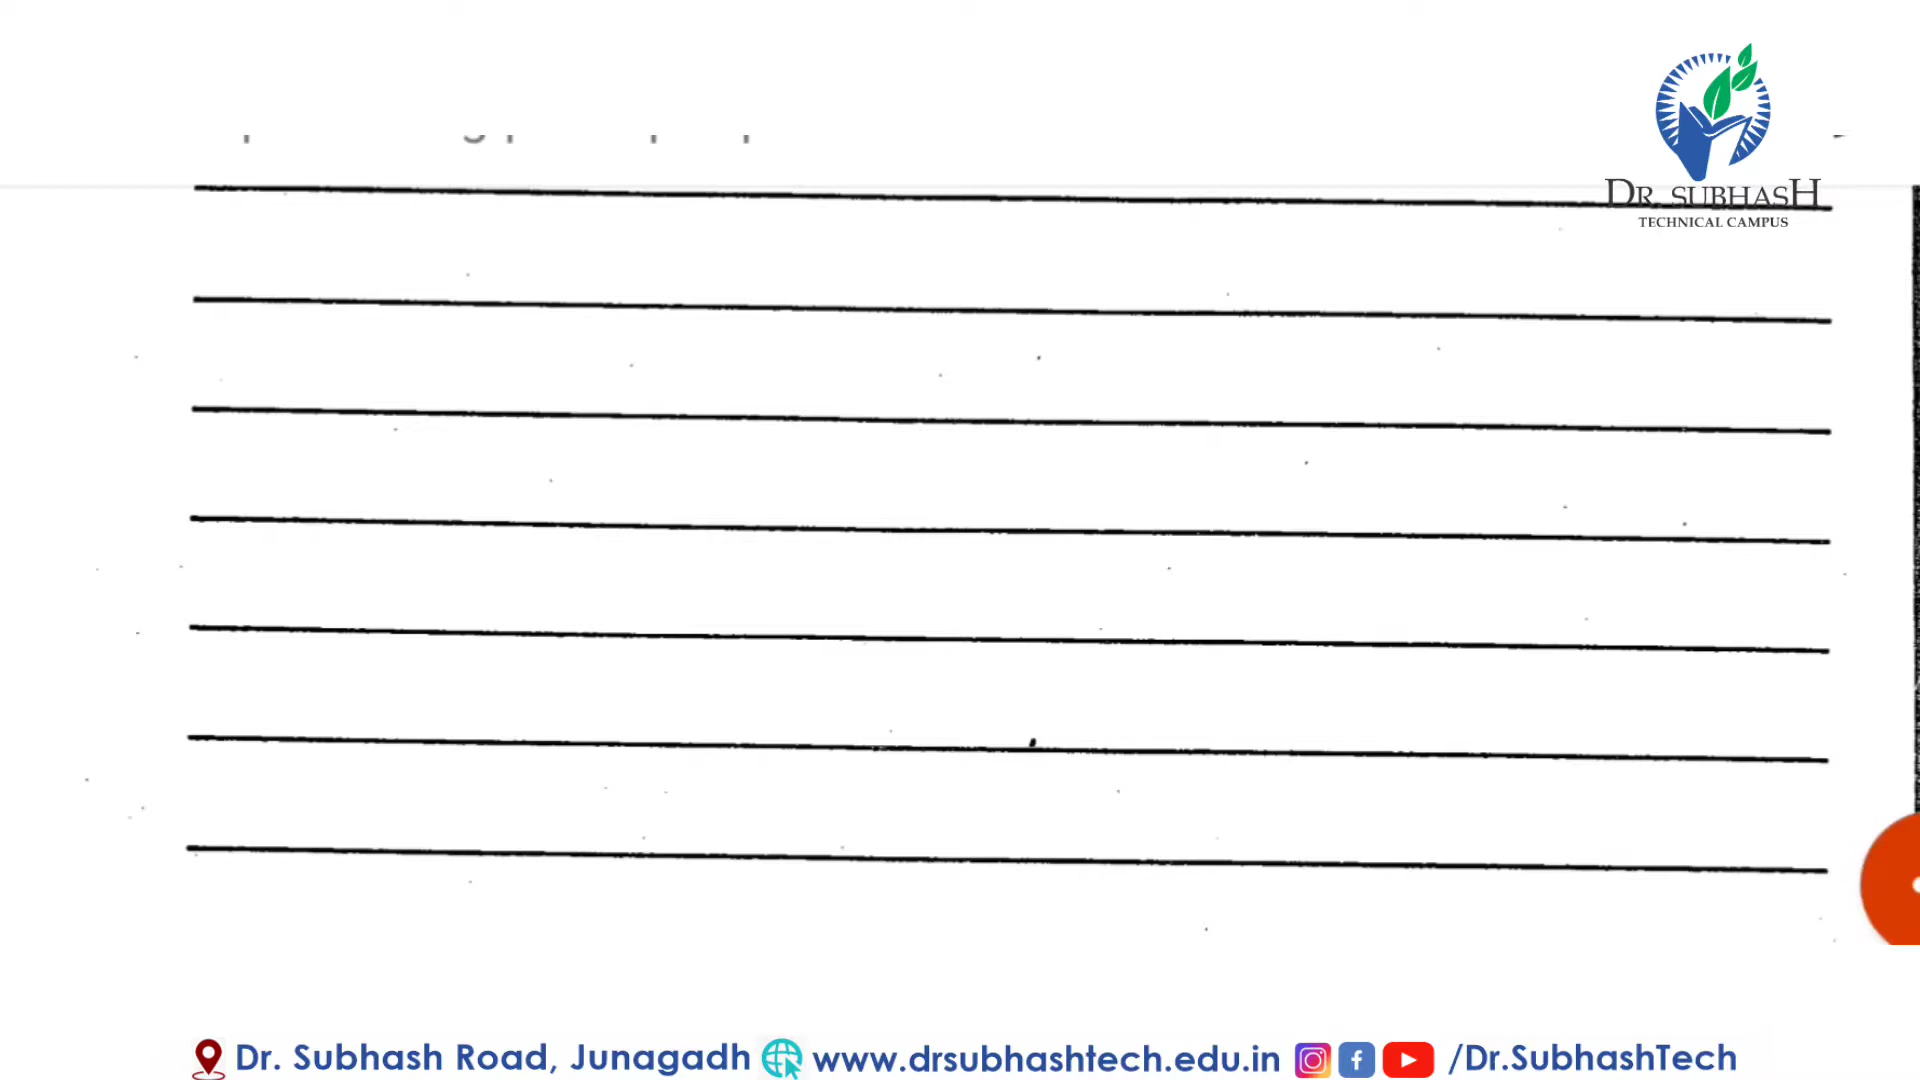 DR. SUBHASH
TECHNICAL CAMPUS
Dr. Subhash Road, Junagadh www.drsubhashtech.edu.in /Dr.SubhashTech